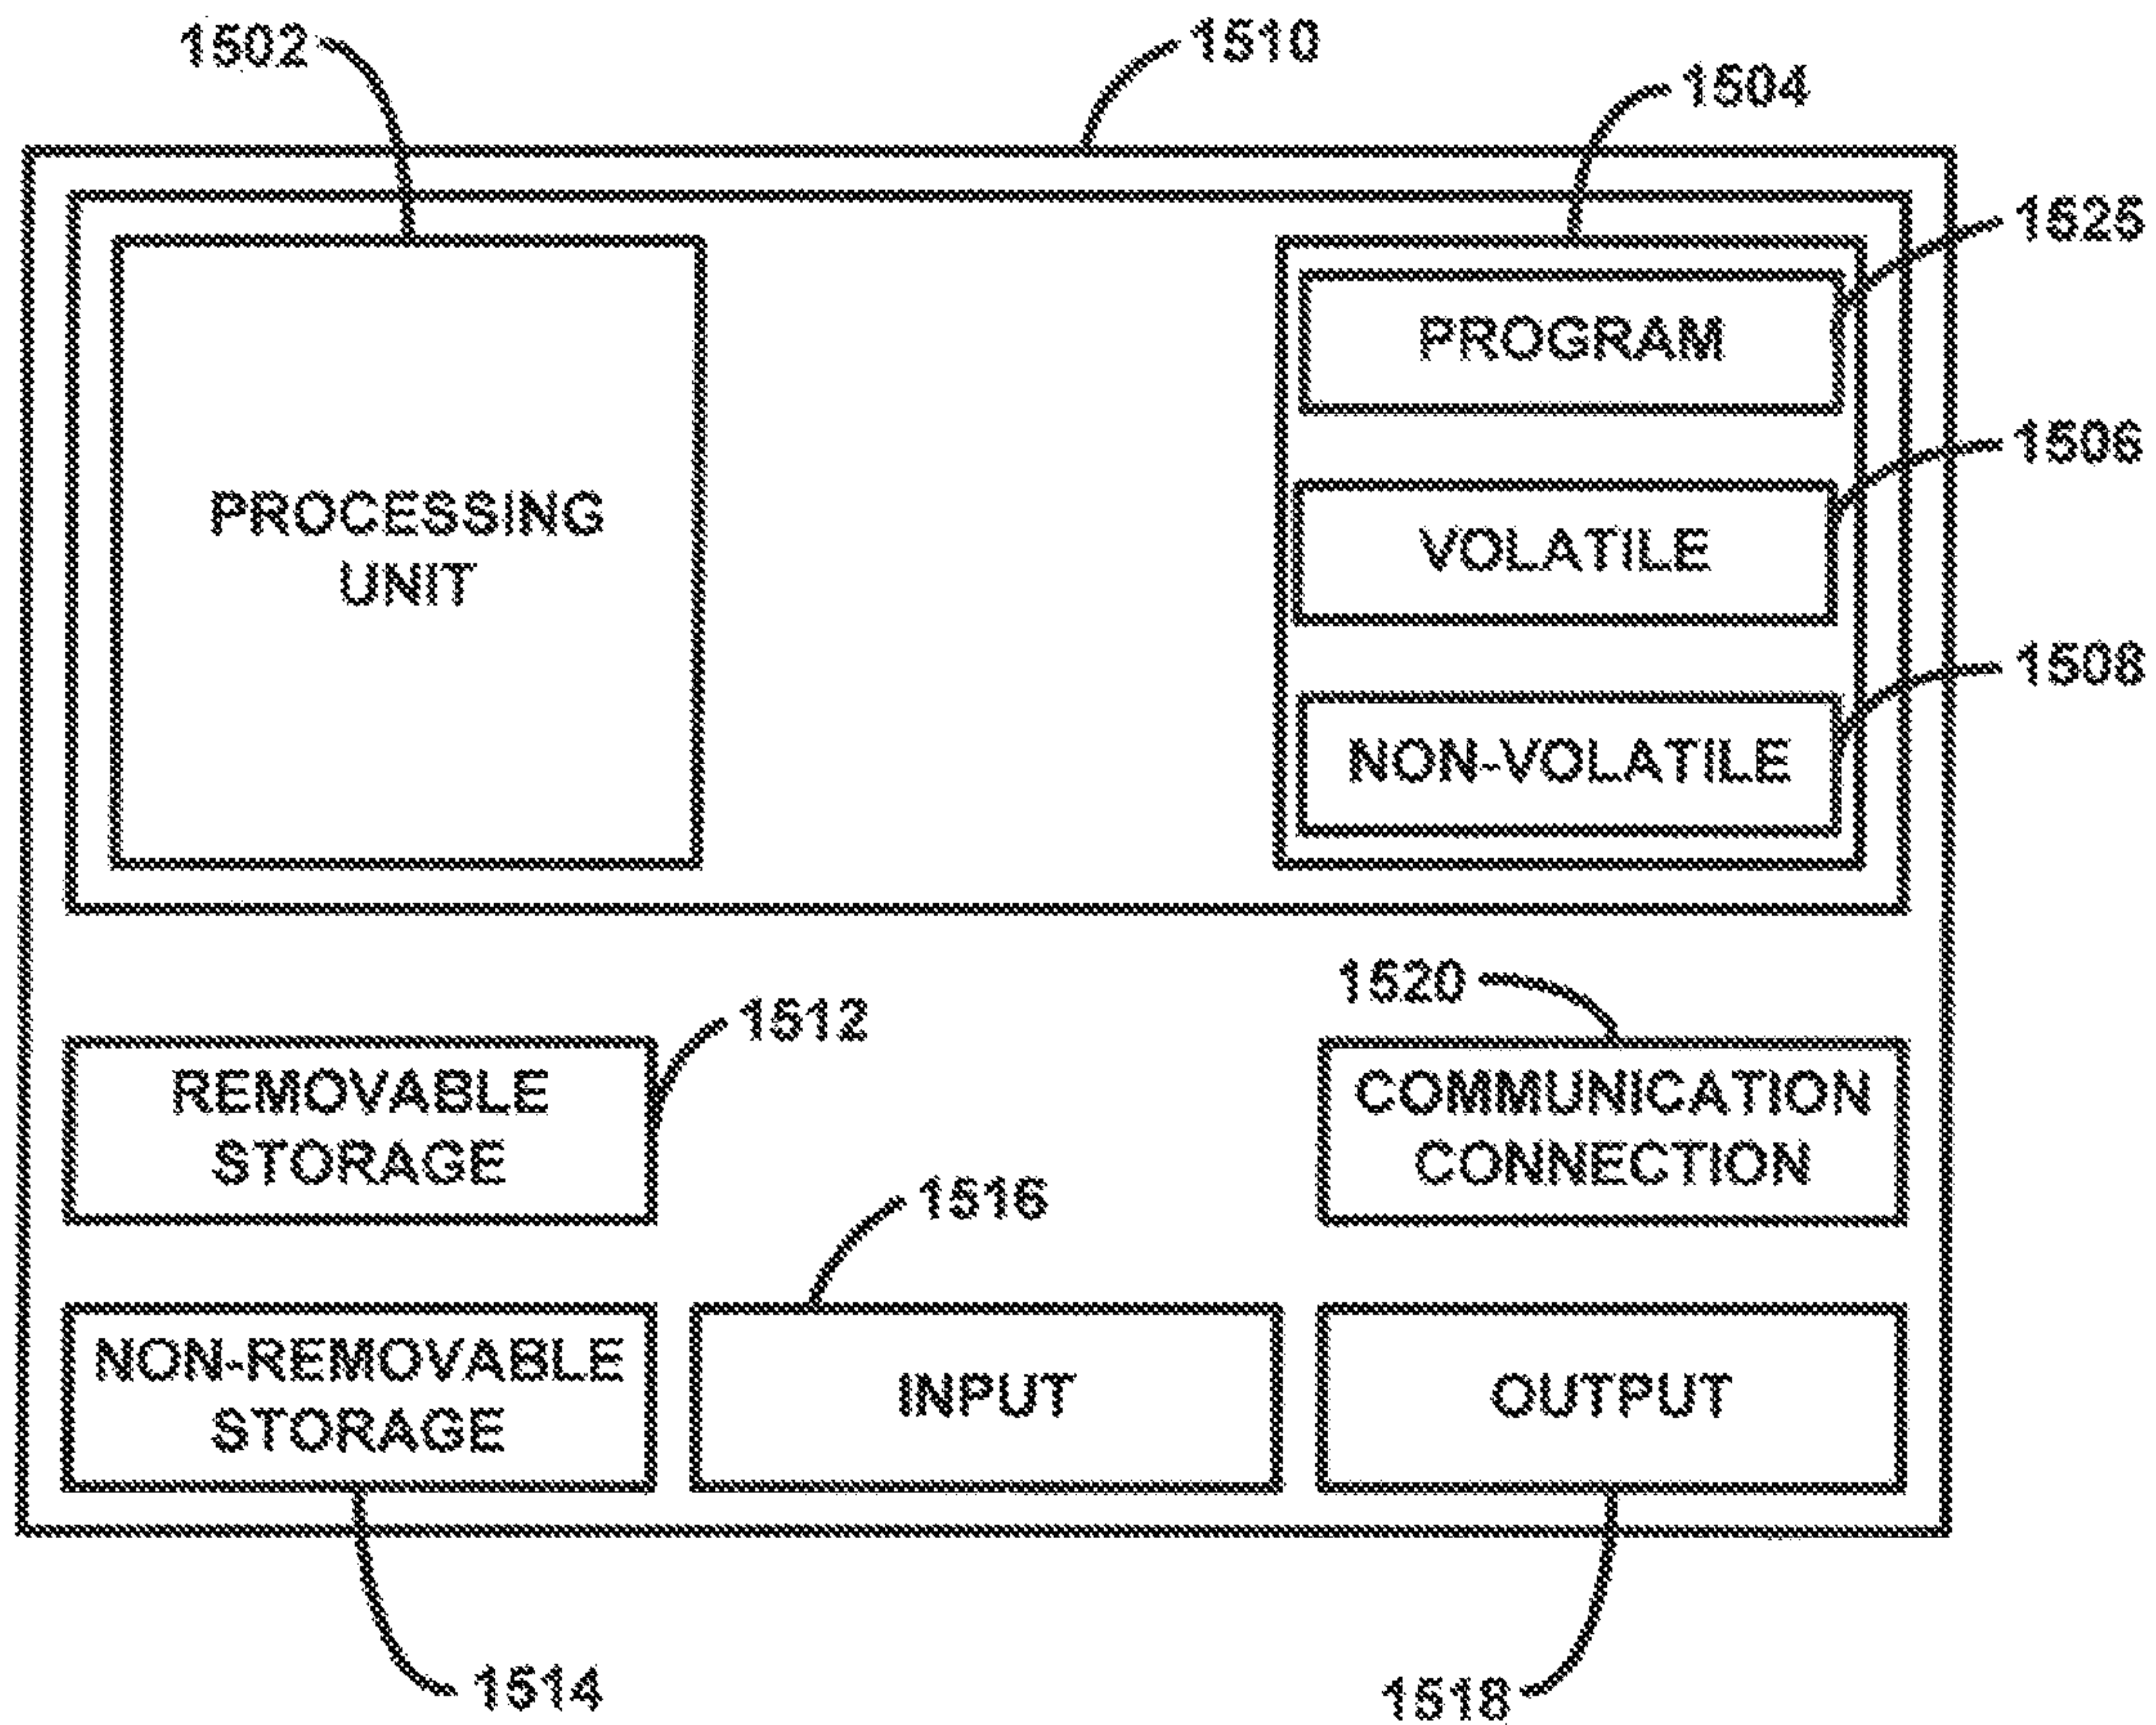 1502
1510
1504
1525
PROGRAM
1506
VOLATILE
PROCESSING
UNIT
1508
NON-VOLATILE
1520
1512
REMOVABLE
STORAGE
COMMUNICATION
CONNECTION
1516
NON-REMOVABLE
STORAGE
INPUT
OUTPUT
1514
1518